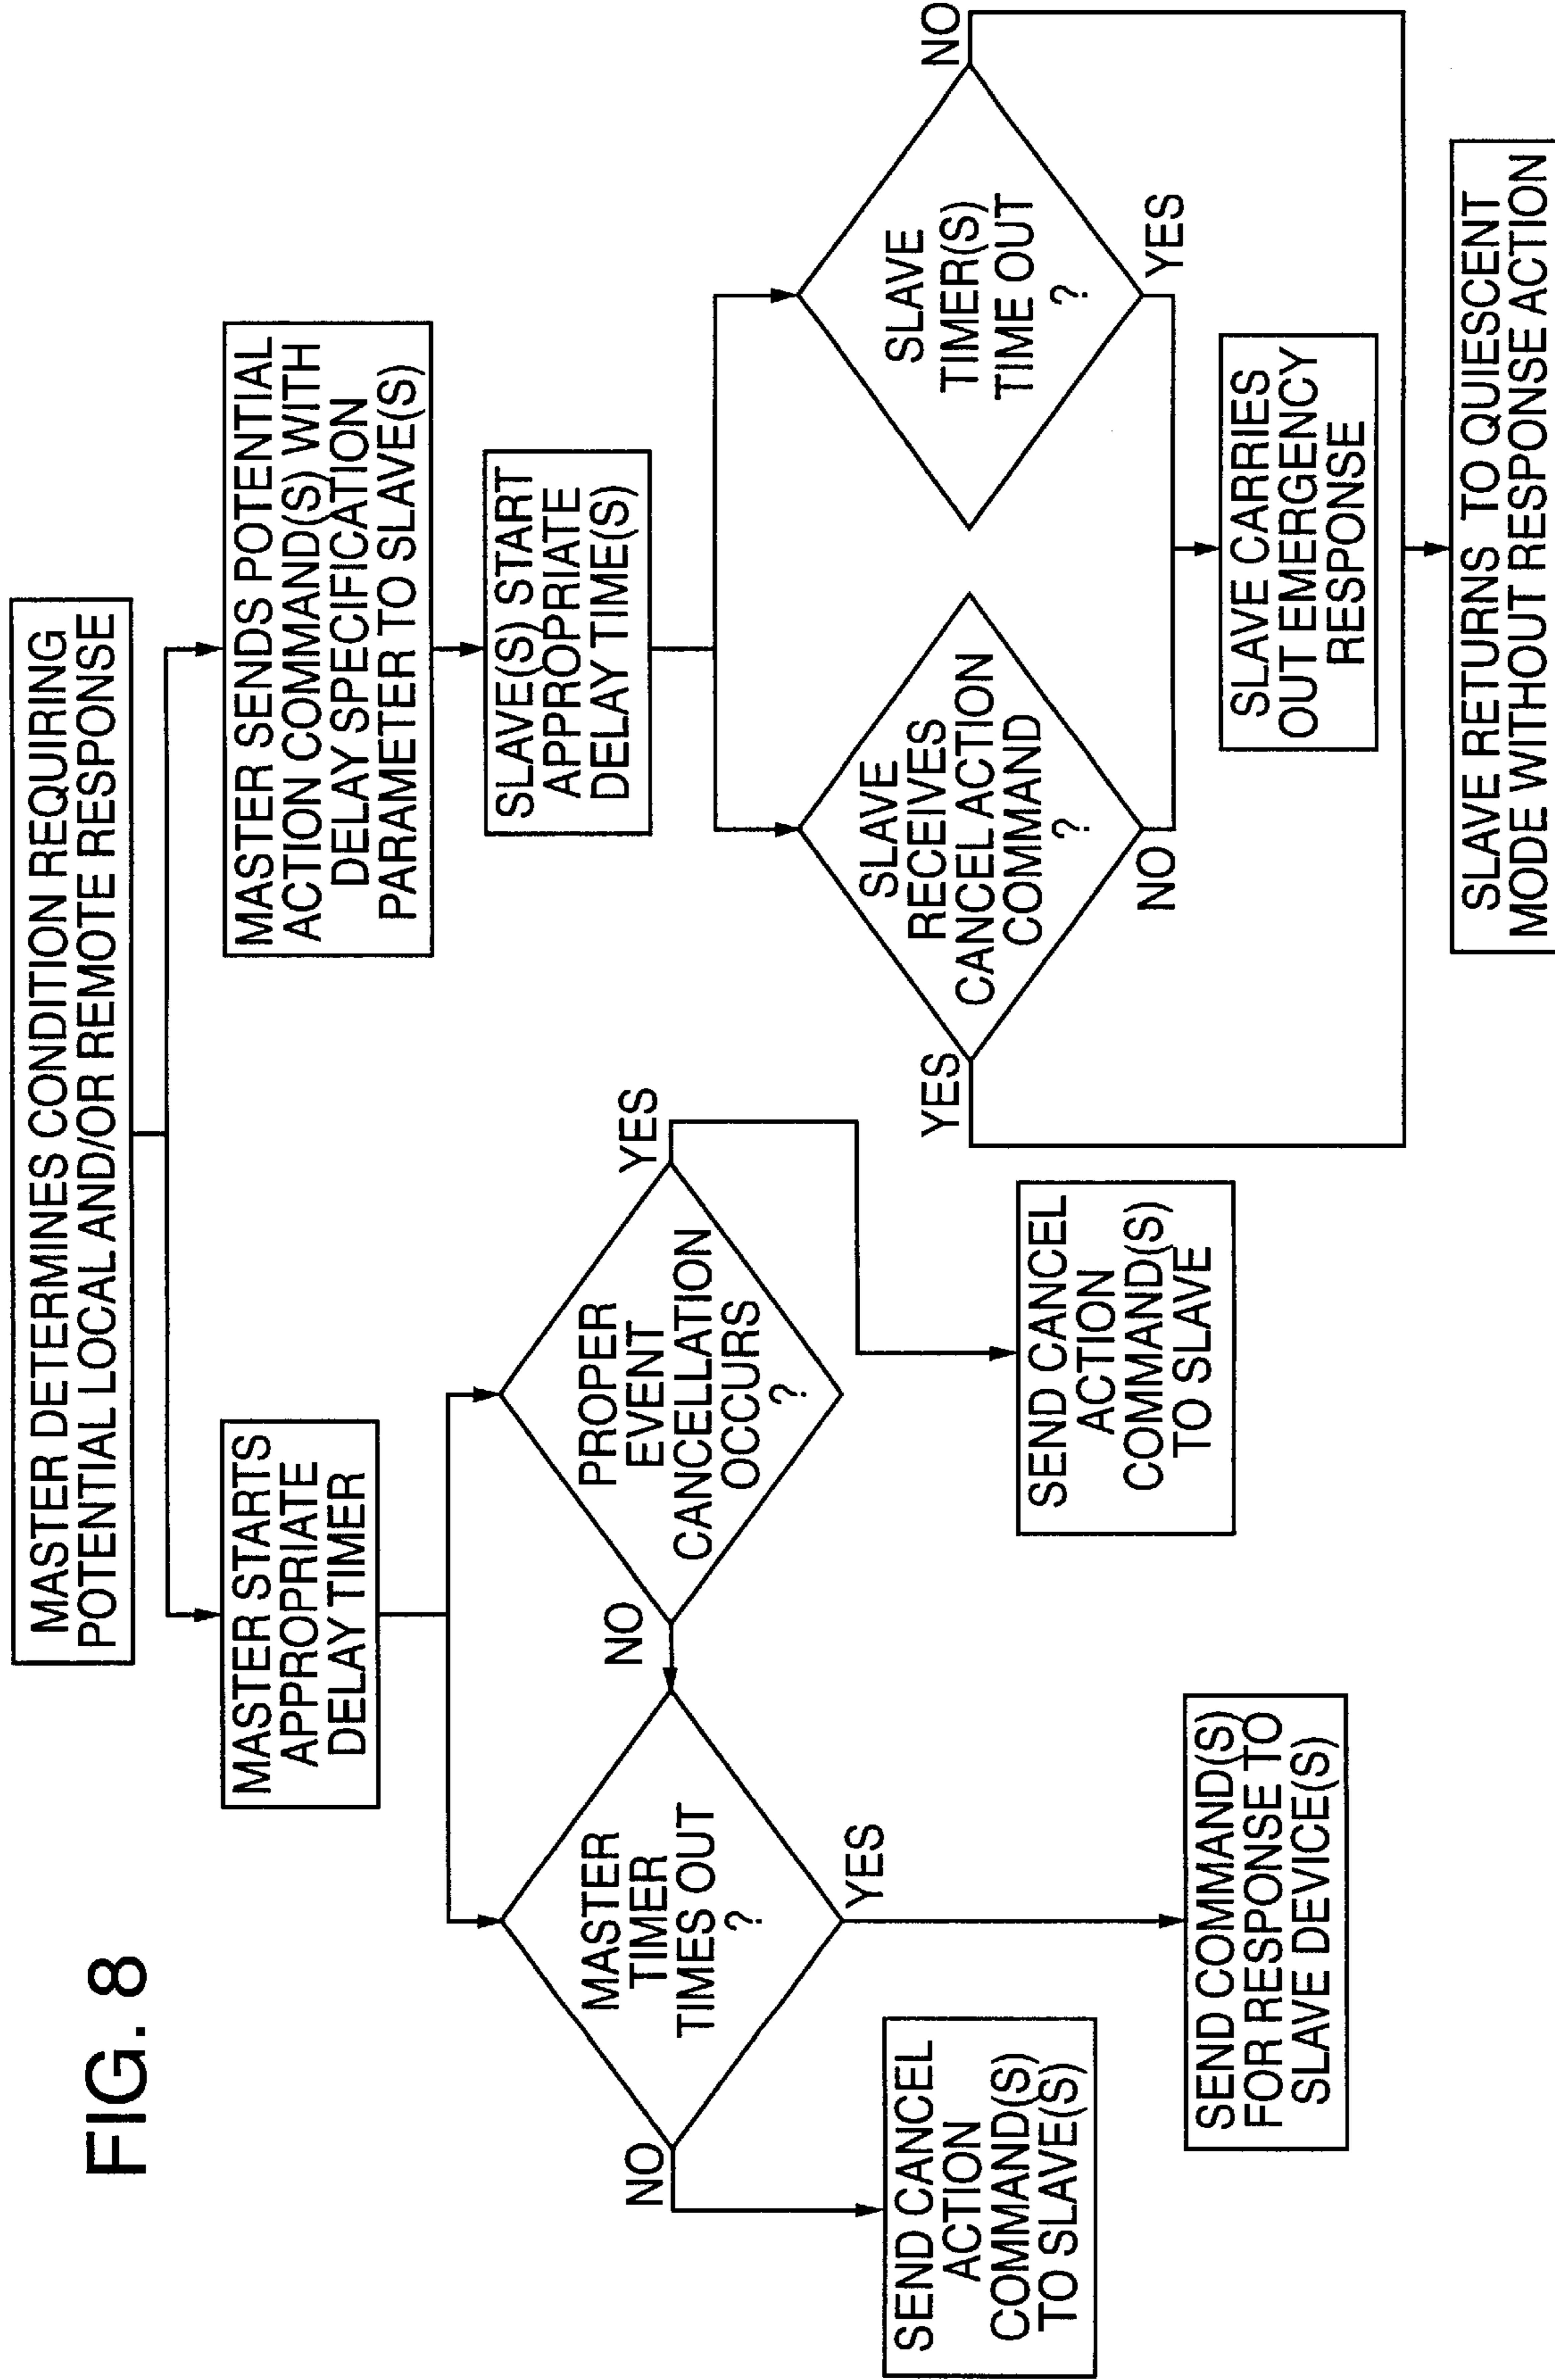 FIG. 8
MASTER DETERMINES CONDITION REQUIRING
POTENTIAL LOCAL AND/OR REMOTE RESPONSE
MASTER STARTS
APPROPRIATE
DELAY TIMER
MASTER SENDS POTENTIAL
ACTION COMMAND(S) WITH
DELAY SPECIFICATION
PARAMETER TO SLAVE(S)
SLAVE(S) START
APPROPRIATE
DELAY TIME(S)
MASTER
TIMER
TIMES OUT
?
NO
YES
PROPER
EVENT
CANCELLATION
OCCURS
?
NO
YES
SLAVE
RECEIVES
CANCEL ACTION
COMMAND
?
YES
NO
SLAVE
TIMER(S)
TIME OUT
?
NO
YES
SEND CANCEL
ACTION
COMMAND(S)
TO SLAVE(S)
SEND COMMAND(S)
FOR RESPONSE TO
SLAVE DEVICE(S)
SEND CANCEL
ACTION
COMMAND(S)
TO SLAVE
SLAVE CARRIES
OUT EMERGENCY
RESPONSE
SLAVE RETURNS TO QUIESCENT
MODE WITHOUT RESPONSE ACTION